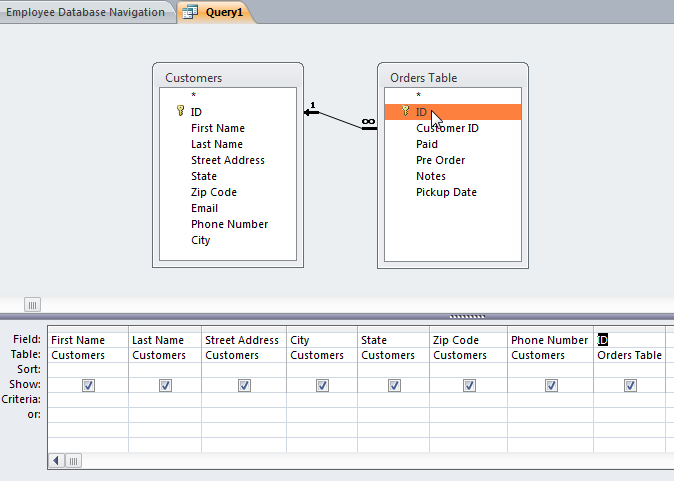 Employee Database Navigation Query1
Customers
*
ID
First Name
Last Name
Street Address
State
Zip Code
Email
Phone Number
City
1 ∞
Orders Table
*
ID
Customer ID
Paid
Pre Order
Notes
Pickup Date
Field: First Name Last Name Street Address City State Zip Code Phone Number ID
Table: Customers Customers Customers Customers Customers Customers Customers Orders Table
Sort:
Show:
Criteria:
or: